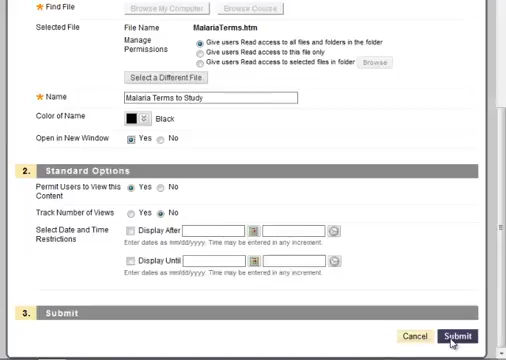 Find File
Browse My Computer Browse Course
Selected File File Name MalariaTerms.htm
Manage Permissions
Give users Read access to all files and folders in the folder
Give users Read access to this file only
Give users Read access to selected files in folder Browse
Select a Different File
Name Malaria Terms to Study
Color of Name Black
Open in New Window Yes No
2. Standard Options
Permit Users to View this Content Yes No
Track Number of Views Yes No
Select Date and Time Restrictions
Display After
Enter dates as mm/dd/yyyy. Time may be entered in any increment.
Display Until
Enter dates as mm/dd/yyyy. Time may be entered in any increment.
3. Submit
Cancel Submit